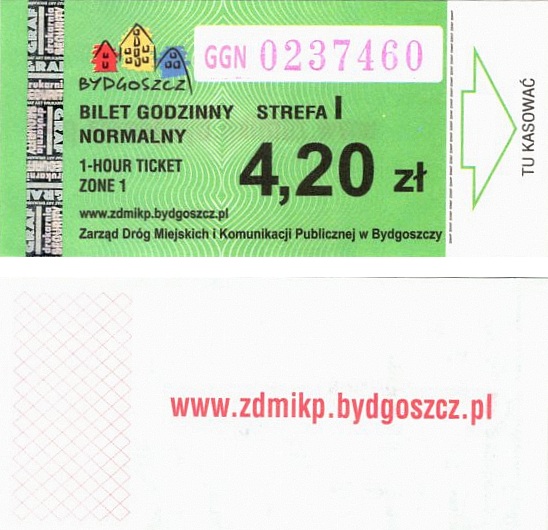 GGN 0237460
BYDGOSZCZ
BILET GODZINNY STREFA I
NORMALNY
1-HOUR TICKET
ZONE 1
4,20 zł
www.zdmikp.bydgoszcz.pl
Zarząd Dróg Miejskich i Komunikacji Publicznej w Bydgoszczy
TU KASOWAĆ
www.zdmikp.bydgoszcz.pl